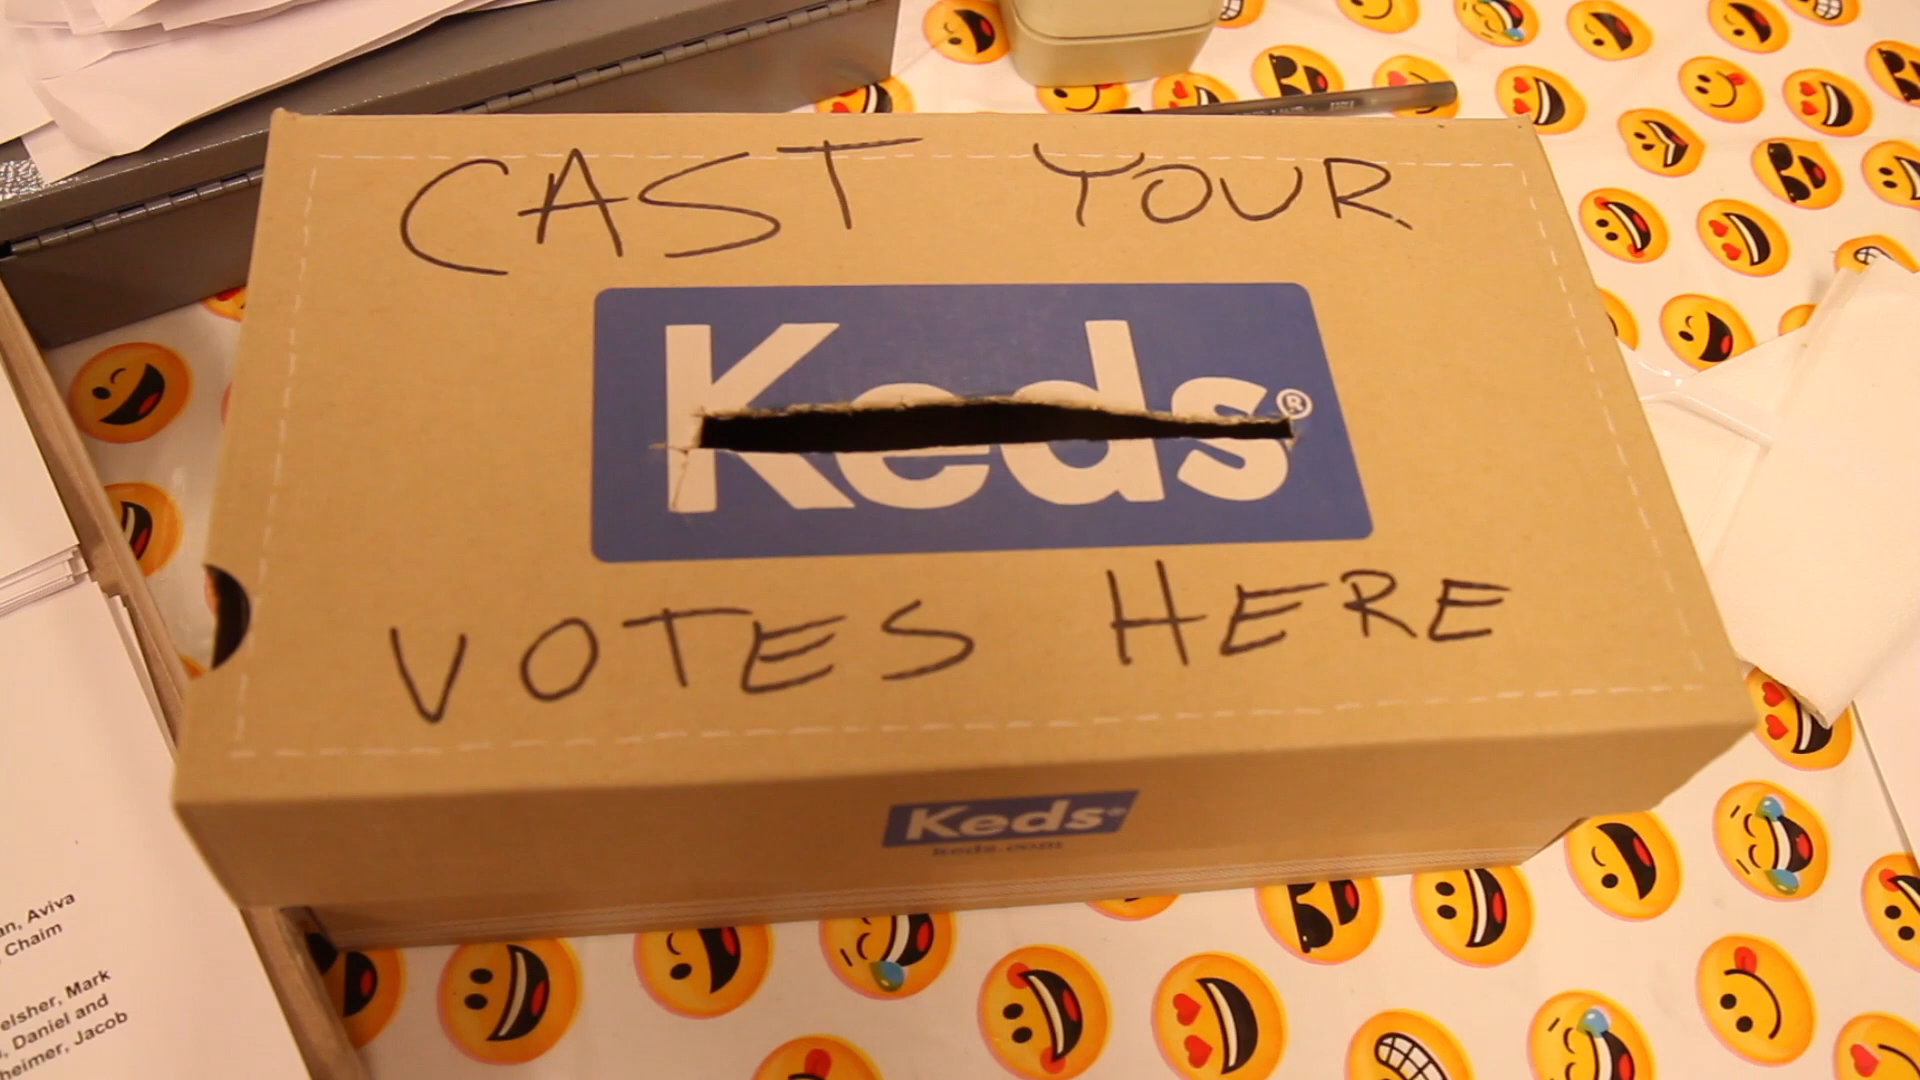 CAST YOUR
Keds®
VOTES HERE
Keds®
keds.com
an, Aviva
, Chaim
elsher, Mark
, Daniel and
heimer, Jacob